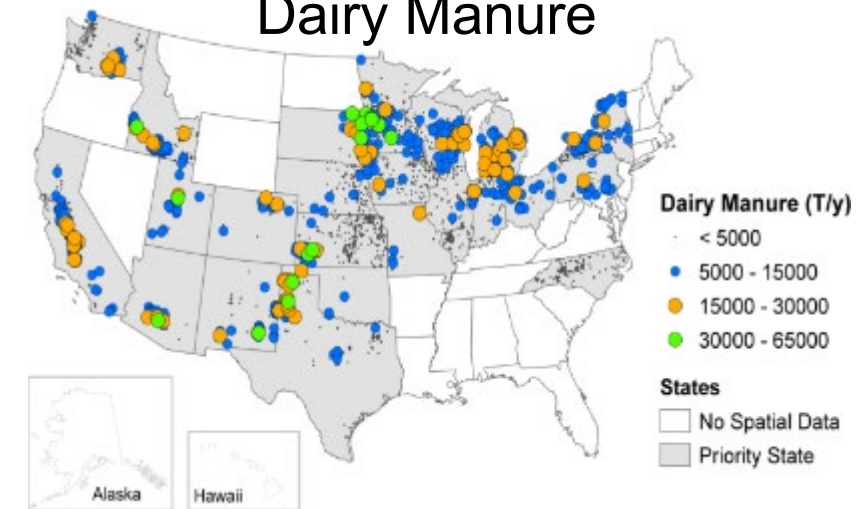 Dairy Manure
Dairy Manure (T/y)
< 5000
5000 - 15000
15000 - 30000
30000 - 65000
States
No Spatial Data
Priority State
Alaska
Hawaii